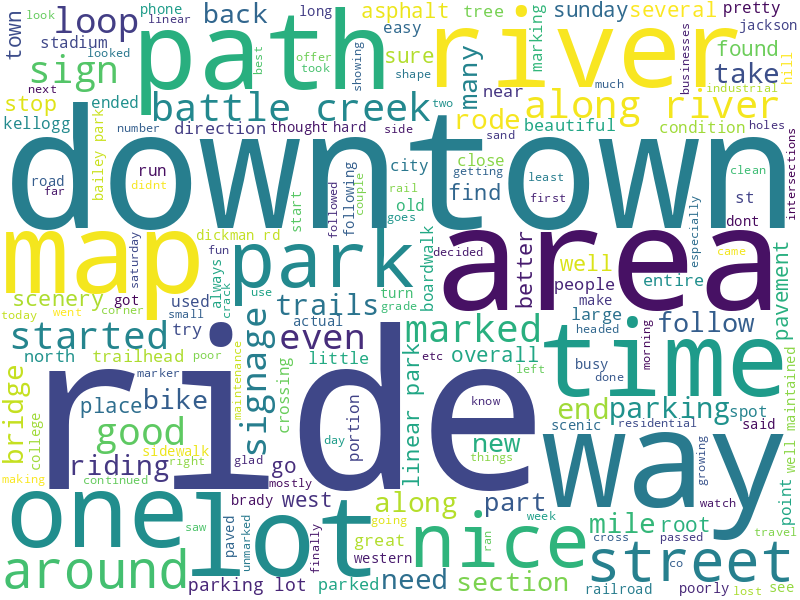 town look phone linear loop back long asphalt tree sunday several pretty
stadium looked path easy river found jackson
sign best offer took showing sure marking many take businesses hill
next stop ended battle creek two near along river industrial
kellogg number direction thought hard side rode beautiful sand condition holes
downtown
bailey park road far run didnt start city rail followed following couple goes old close getting find least first st clean dont intersections
map dickman rd park area
saturday fun always boardwalk decided better well people especially came entire pavement
scenery got used small crack use trails turn grade make large
today went corner started try signage even actual marked headed follow
north trailhead poor little etc overall busy morning time
bridge marker maintenance crossing left done
ride
place bike portion linear park know end parking spot said
college good sidewalk day new scenic residential well maintained
riding right glad go things way growing
making continued mostly one lot
brady west along part watch point
saw paved unmarked finally going week nice mile root cross passed travel
around great western ran street
parking lot parked need section railroad co poorly lost see much